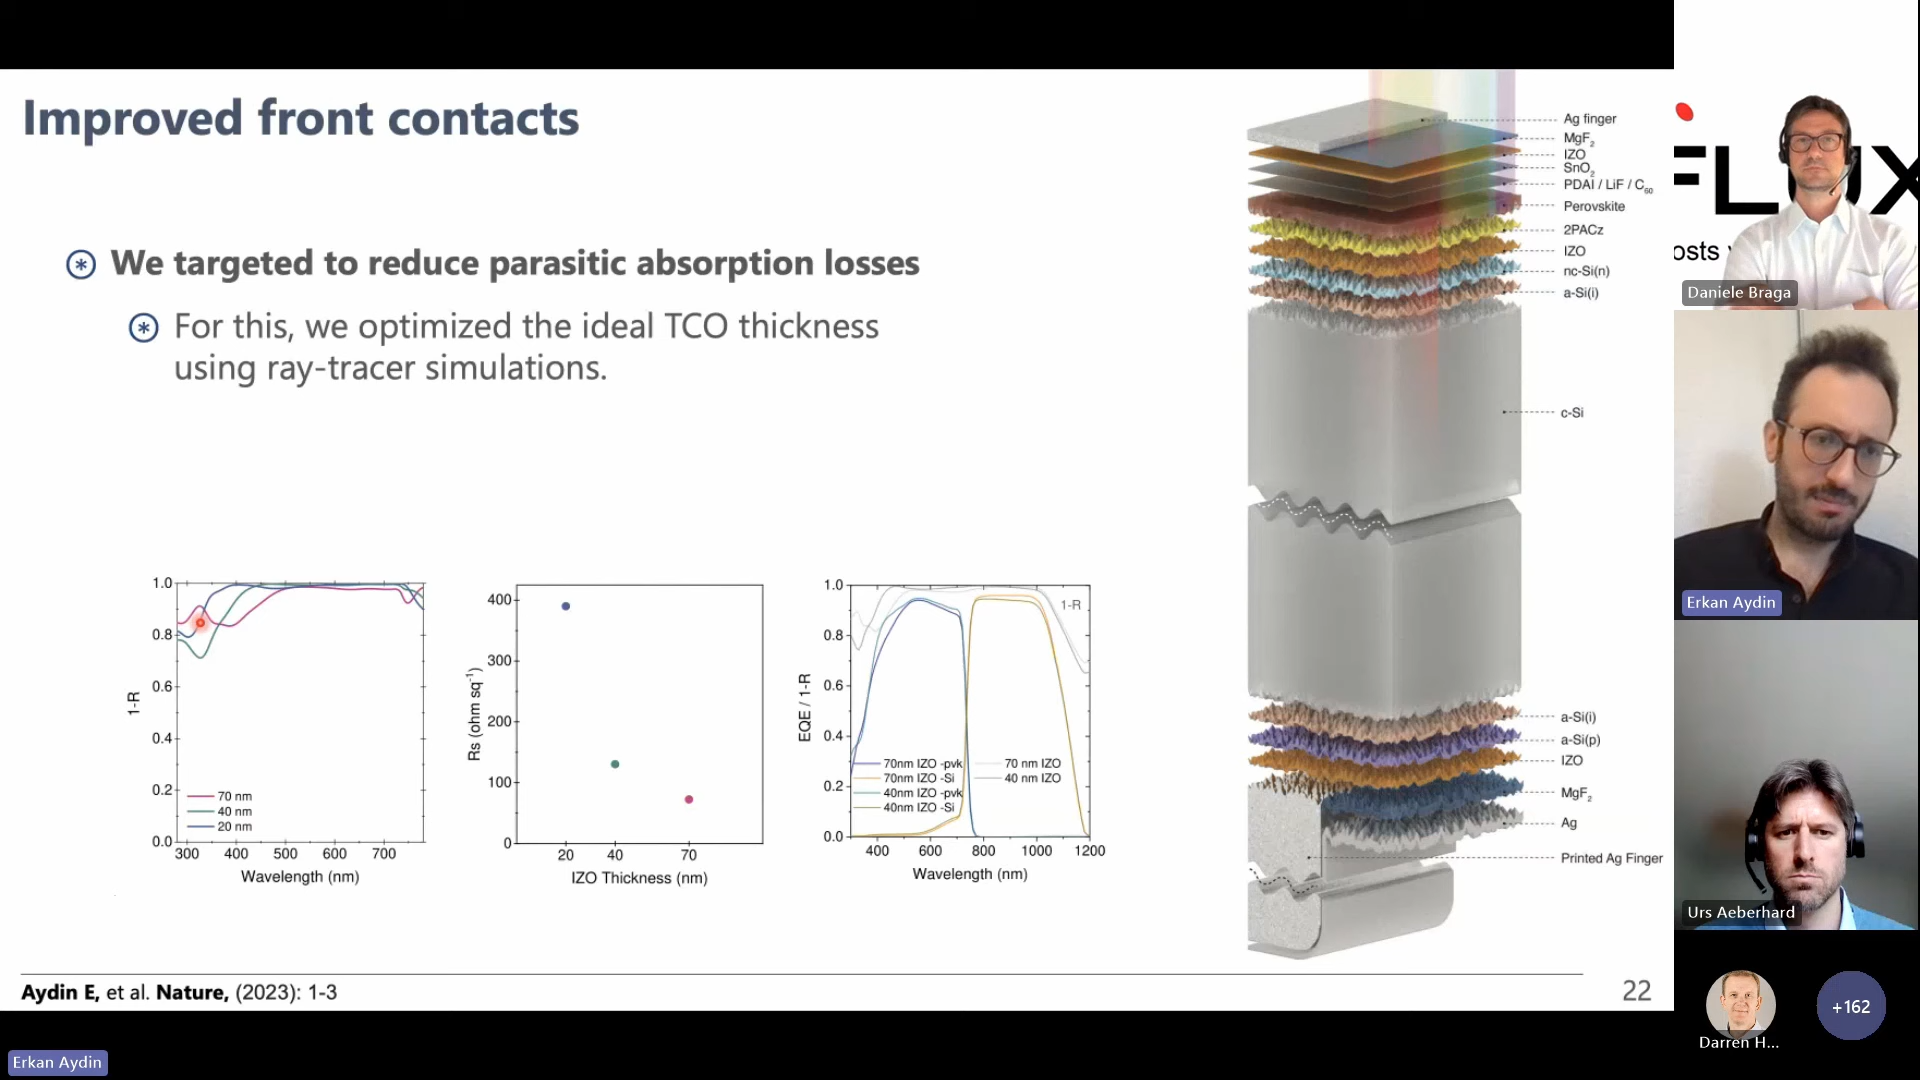 Improved front contacts
We targeted to reduce parasitic absorption losses
For this, we optimized the ideal TCO thickness
using ray-tracer simulations.
1-R
1.0
0.8
0.6
0.4
0.2
0.0
70 nm
40 nm
20 nm
300 400 500 600 700
Wavelength (nm)
Rs (ohm sq⁻¹)
400
300
200
100
0
20 40 70
IZO Thickness (nm)
EQE / 1-R
1.0
0.8
0.6
0.4
0.2
0.0
1-R
70nm IZO -pvk
70nm IZO -Si
40nm IZO -pvk
40nm IZO -Si
70 nm IZO
40 nm IZO
400 600 800 1000 1200
Wavelength (nm)
Ag finger
MgF₂
IZO
SnO₂
PDAI / LiF / C₆₀
Perovskite
2PACz
IZO
nc-Si(n)
a-Si(i)
c-Si
a-Si(i)
a-Si(p)
IZO
MgF₂
Ag
Printed Ag Finger
Aydin E, et al. Nature, (2023): 1-3
22
Erkan Aydin
FLUX
osts
Daniele Braga
Erkan Aydin
Urs Aeberhard
Darren H...
+162